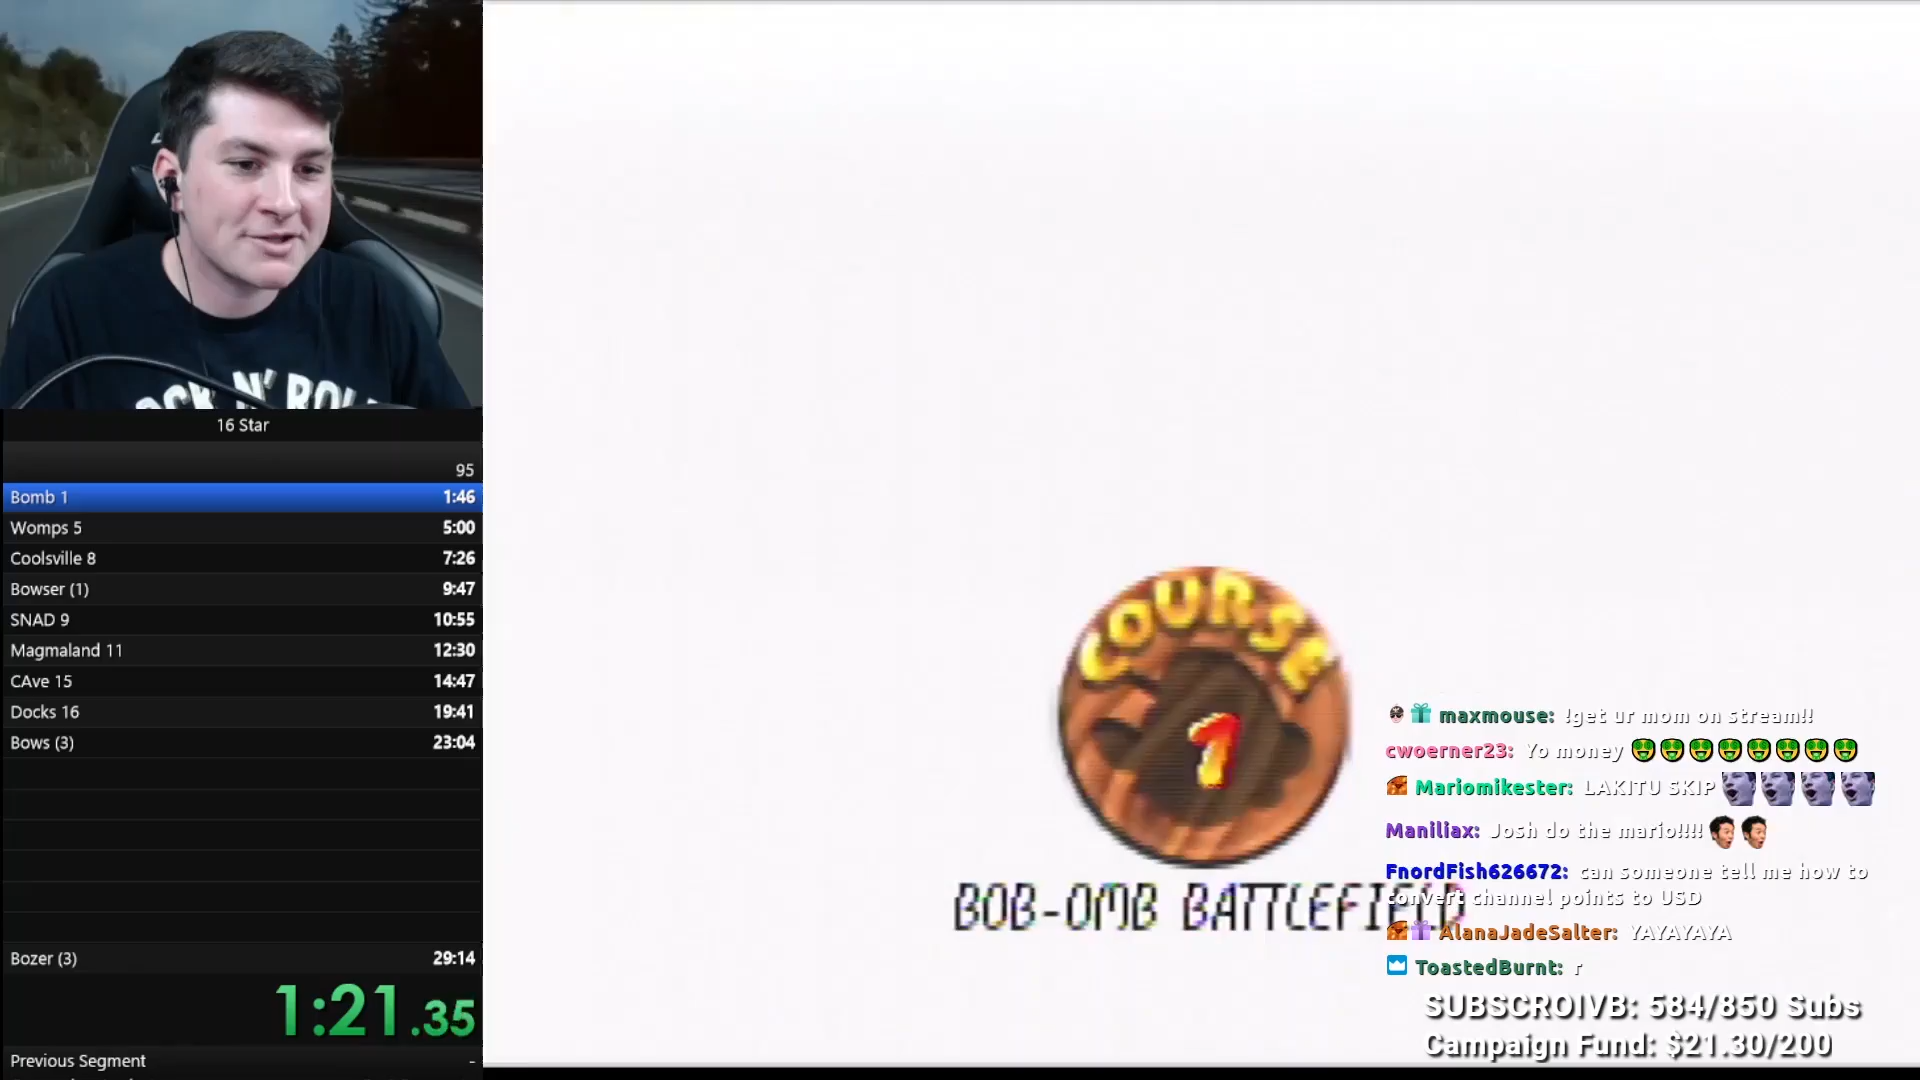 OCK N' ROL
16 Star
95
Bomb 1 1:46
Womps 5 5:00
Coolsville 8 7:26
Bowser (1) 9:47
SNAD 9 10:55
Magmaland 11 12:30
CAve 15 14:47
Docks 16 19:41
Bows (3) 23:04
Bozer (3) 29:14
1:21.35
Previous Segment -
COURSE
1
BOB-OMB BATTLEFIELD
maxmouse: !get ur mom on stream!!
cwoerner23: Yo money
Mariomikester: LAKITU SKIP
Maniliax: Josh do the mario!!!!
FnordFish626672: can someone tell me how to
convert channel points to USD
AlanaJadeSalter: YAYAYAYA
ToastedBurnt: r
SUBSCROIVB: 584/850 Subs
Campaign Fund: $21.30/200